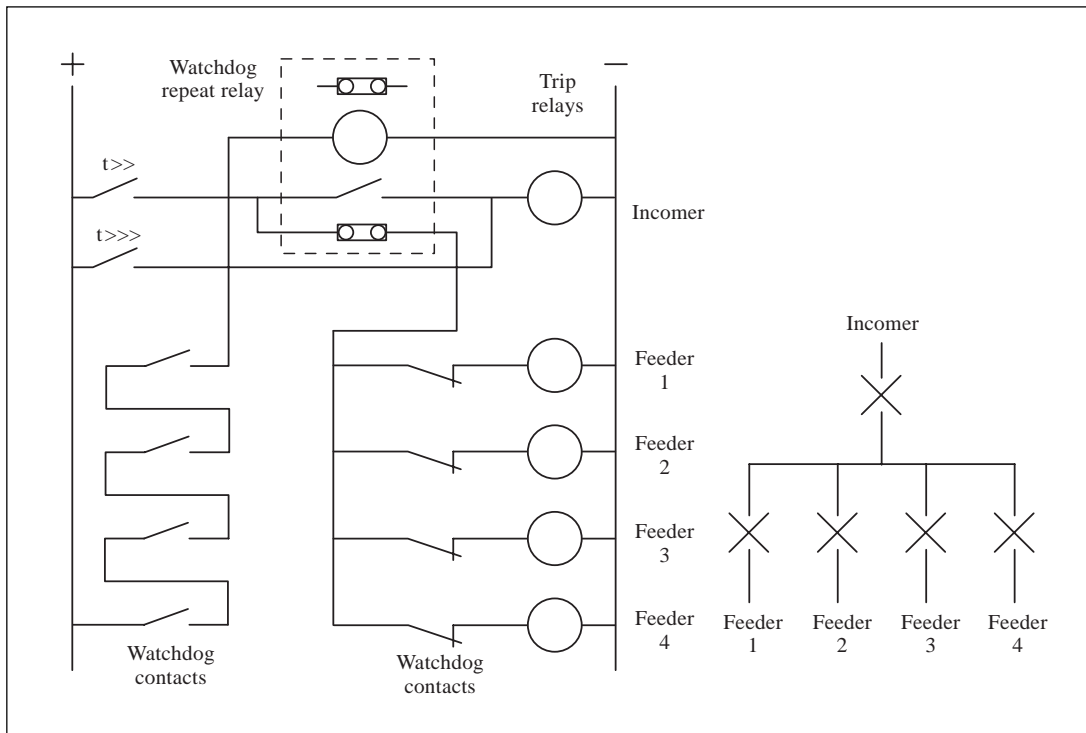 +
Watchdog
repeat relay
Trip
relays
−
t>>
Incomer
t>>>
Feeder
1
Feeder
2
Feeder
3
Feeder
4
Watchdog
contacts
Watchdog
contacts
Incomer
Feeder
1
Feeder
2
Feeder
3
Feeder
4